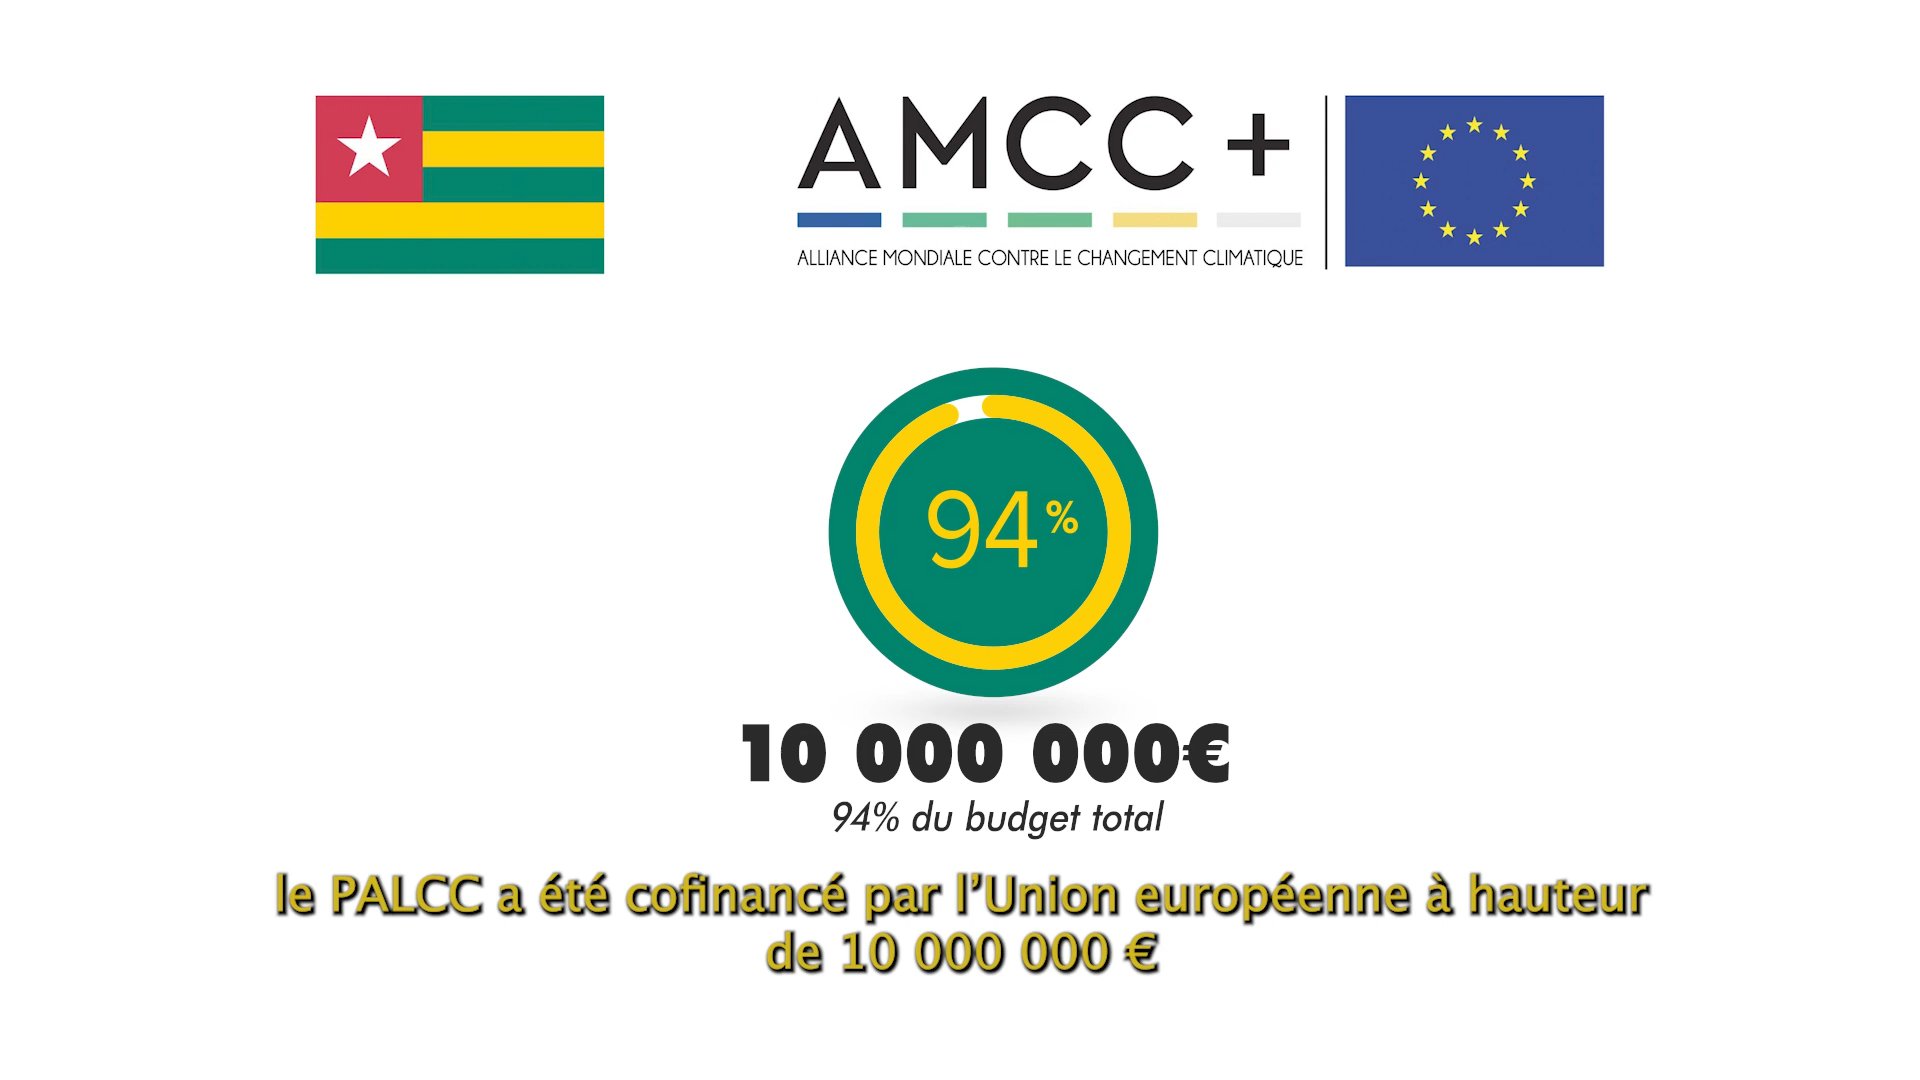 AMCC+
ALLIANCE MONDIALE CONTRE LE CHANGEMENT CLIMATIQUE
94%
10 000 000€
94% du budget total
le PALCC a été cofinancé par l’Union européenne à hauteur
de 10 000 000 €